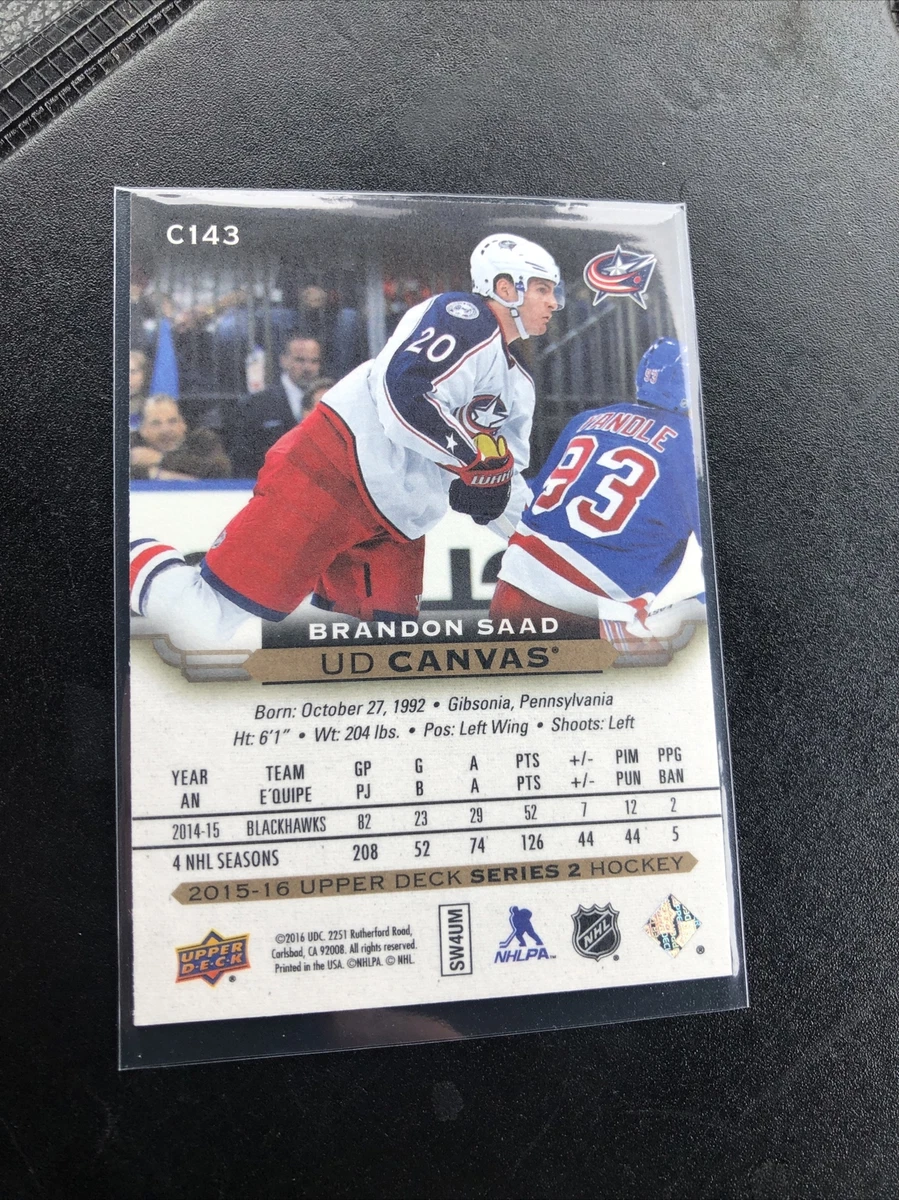 C143
20
93
WHIT
93
BRANDON SAAD
UD CANVAS®
Born: October 27, 1992 • Gibsonia, Pennsylvania
Ht: 6'1" • Wt: 204 lbs. • Pos: Left Wing • Shoots: Left
YEAR TEAM GP G A PTS +/- PIM PPG
AN E'QUIPE PJ B A PTS +/- PUN BAN
2014-15 BLACKHAWKS 82 23 29 52 7 12 2
4 NHL SEASONS 208 52 74 126 44 44 5
2015-16 UPPER DECK SERIES 2 HOCKEY
©2016 UDC. 2251 Rutherford Road,
Carlsbad, CA 92008. All rights reserved.
Printed in the USA. ©NHLPA. © NHL.
UPPER
D·E·C·K
®
SW4UM
NHLPA™
NHL
®
®